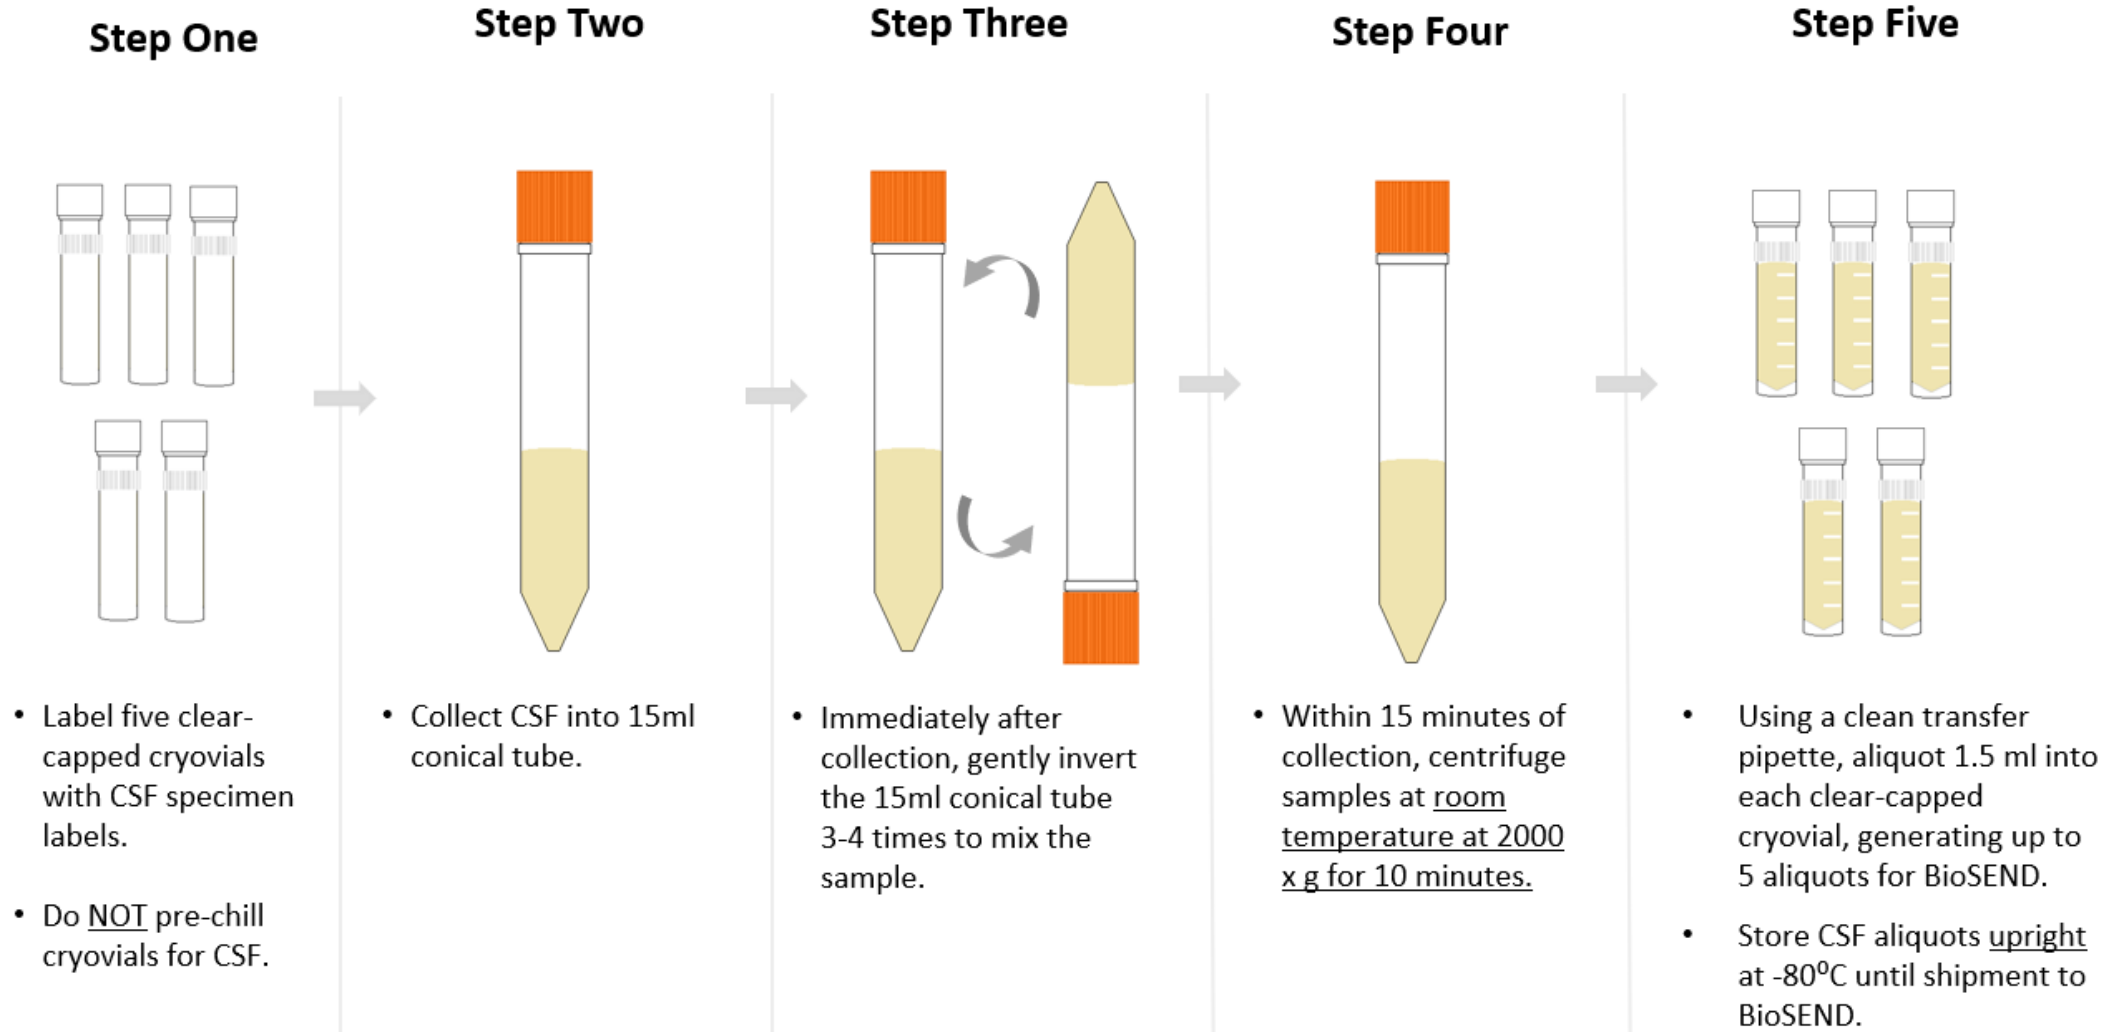 Step One
Step Two
Step Three
Step Four
Step Five
• Label five clear-
capped cryovials
with CSF specimen
labels.
• Do NOT pre-chill
cryovials for CSF.
• Collect CSF into 15ml
conical tube.
• Immediately after
collection, gently invert
the 15ml conical tube
3-4 times to mix the
sample.
• Within 15 minutes of
collection, centrifuge
samples at room
temperature at 2000
x g for 10 minutes.
• Using a clean transfer
pipette, aliquot 1.5 ml into
each clear-capped
cryovial, generating up to
5 aliquots for BioSEND.
• Store CSF aliquots upright
at -80⁰C until shipment to
BioSEND.